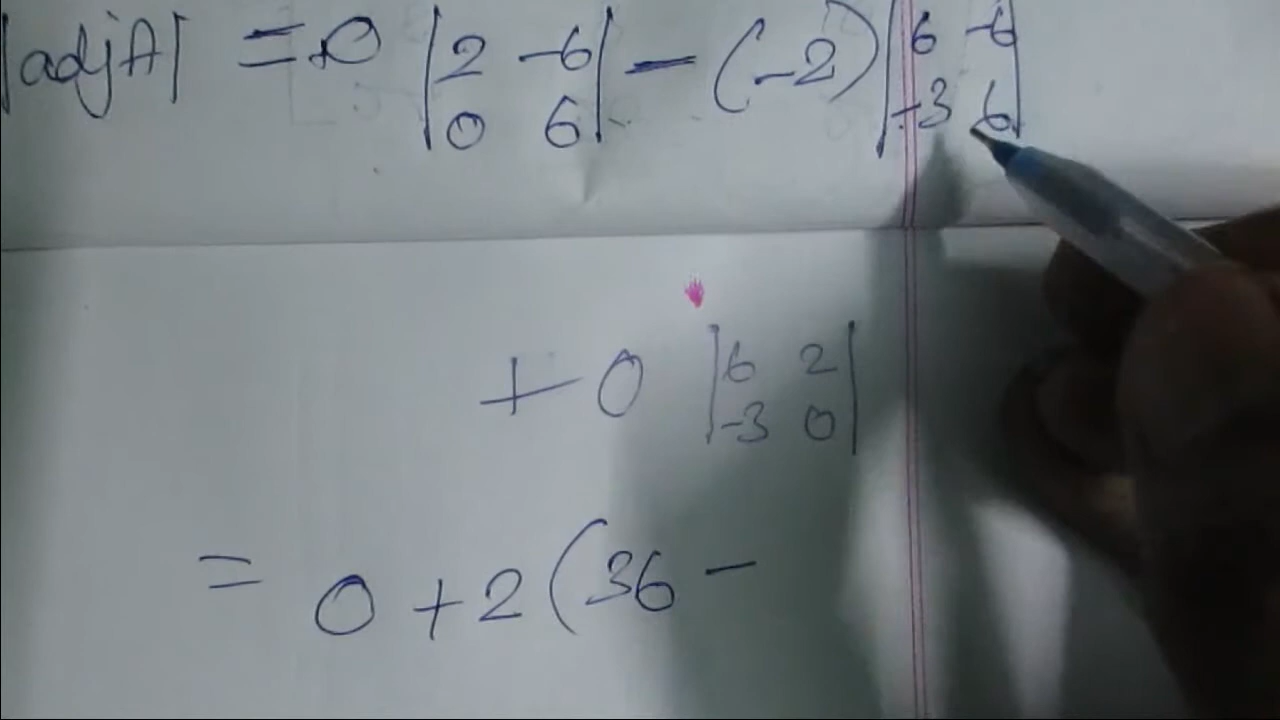 |adjA| = +0 |2 -6| - (-2) |6 -6|
|0 6| |-3 6|
+ 0 |6 2|
|-3 0|
= 0 + 2 (36 -